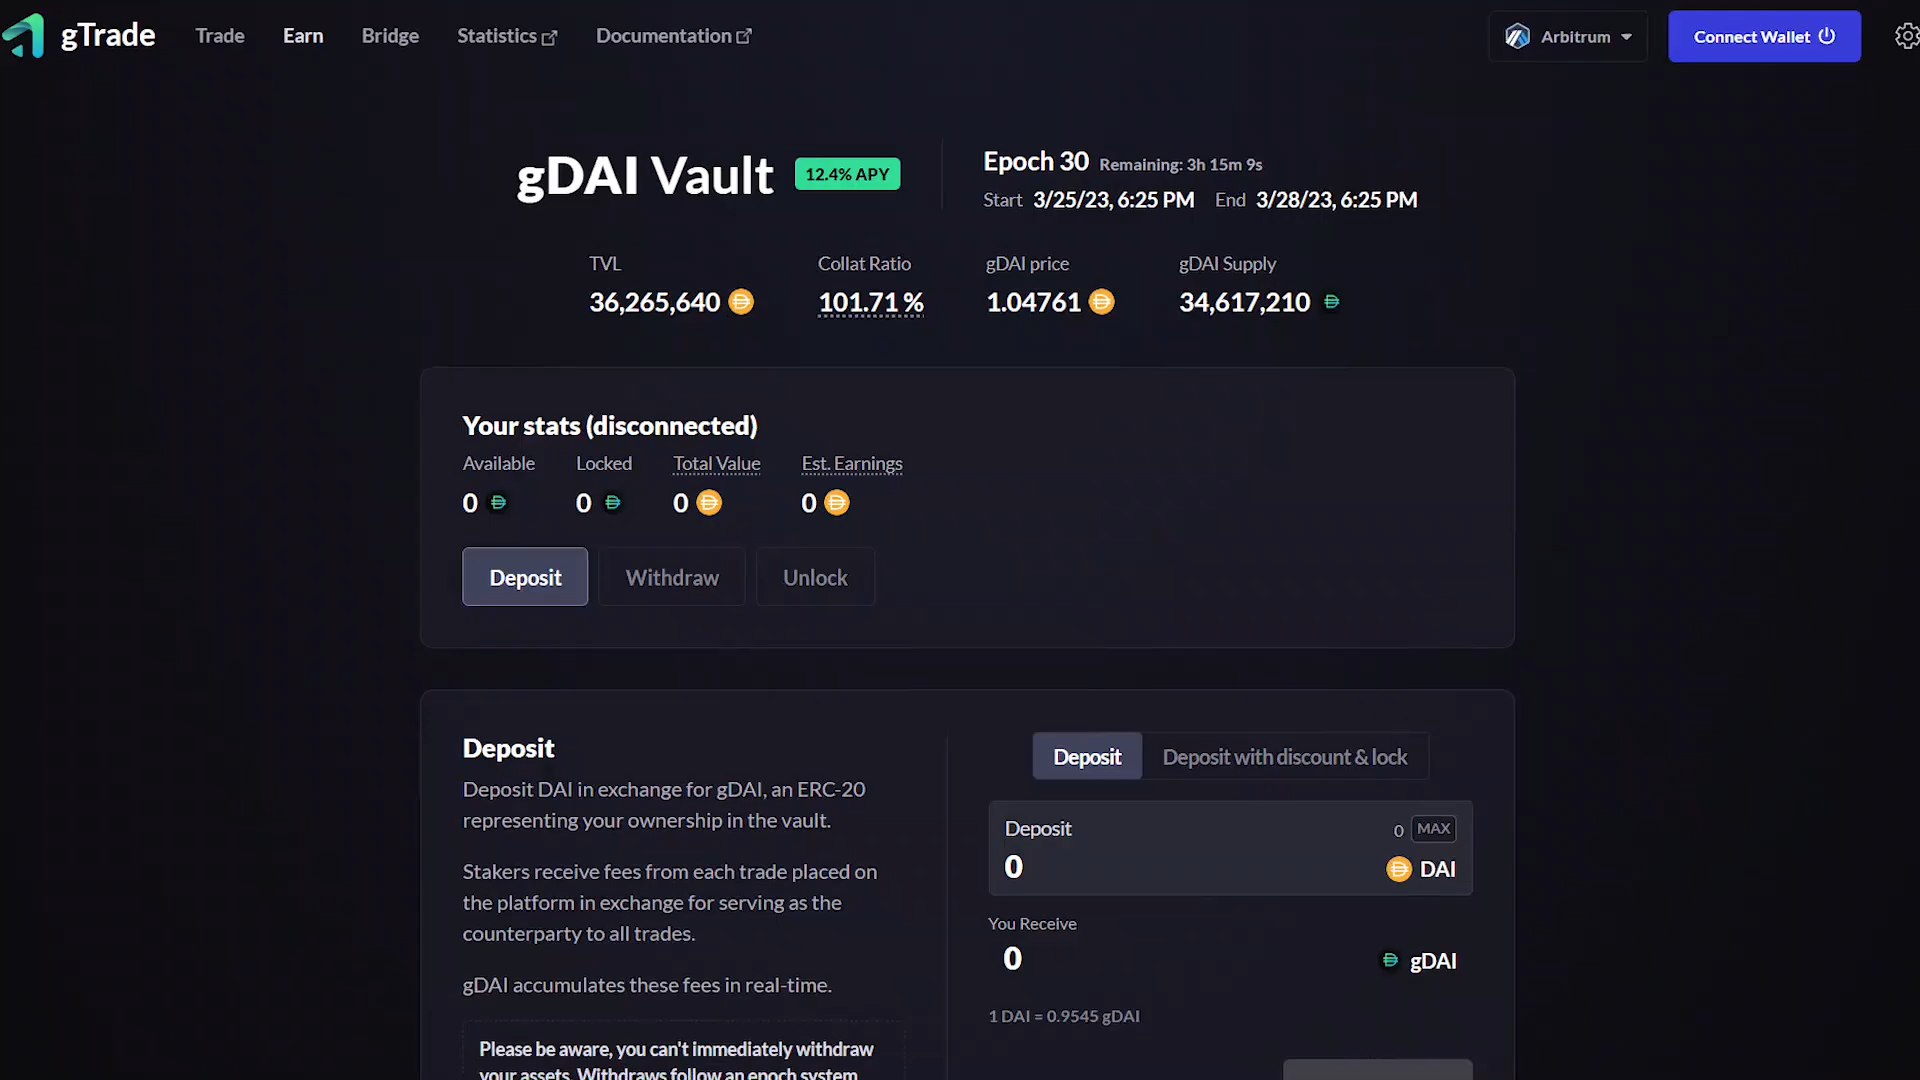 gTrade
Trade
Earn
Bridge
Statistics
Documentation
Arbitrum
Connect Wallet
gDAI Vault
12.4% APY
Epoch 30 Remaining: 3h 15m 9s
Start 3/25/23, 6:25 PM End 3/28/23, 6:25 PM
TVL
36,265,640
Collat Ratio
101.71 %
gDAI price
1.04761
gDAI Supply
34,617,210
Your stats (disconnected)
Available
0
Locked
0
Total Value
0
Est. Earnings
0
Deposit
Withdraw
Unlock
Deposit
Deposit DAI in exchange for gDAI, an ERC-20
representing your ownership in the vault.
Stakers receive fees from each trade placed on
the platform in exchange for serving as the
counterparty to all trades.
gDAI accumulates these fees in real-time.
Please be aware, you can't immediately withdraw
your assets. Withdraws follow an epoch system
Deposit
Deposit with discount & lock
Deposit
0 MAX
0
DAI
You Receive
0
gDAI
1 DAI = 0.9545 gDAI